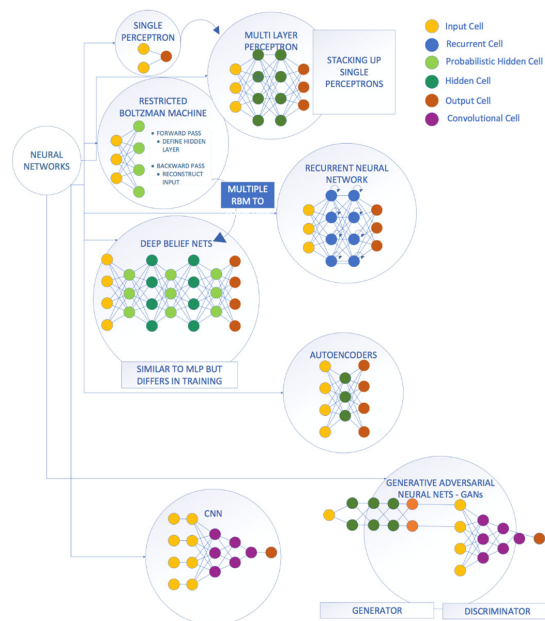 SINGLE
PERCEPTRON
MULTI LAYER
PERCEPTRON
STACKING UP
SINGLE
PERCEPTRONS
Input Cell
Recurrent Cell
Probabilistic Hidden Cell
Hidden Cell
Output Cell
Convolutional Cell
RESTRICTED
BOLTZMAN MACHINE
• FORWARD PASS
• DEFINE HIDDEN
LAYER
• BACKWARD PASS
• RECONSTRUCT
INPUT
NEURAL
NETWORKS
MULTIPLE
RBM TO
RECURRENT NEURAL
NETWORK
DEEP BELIEF NETS
SIMILAR TO MLP BUT
DIFFERS IN TRAINING
AUTOENCODERS
GENERATIVE ADVERSARIAL
NEURAL NETS - GANs
CNN
GENERATOR
DISCRIMINATOR